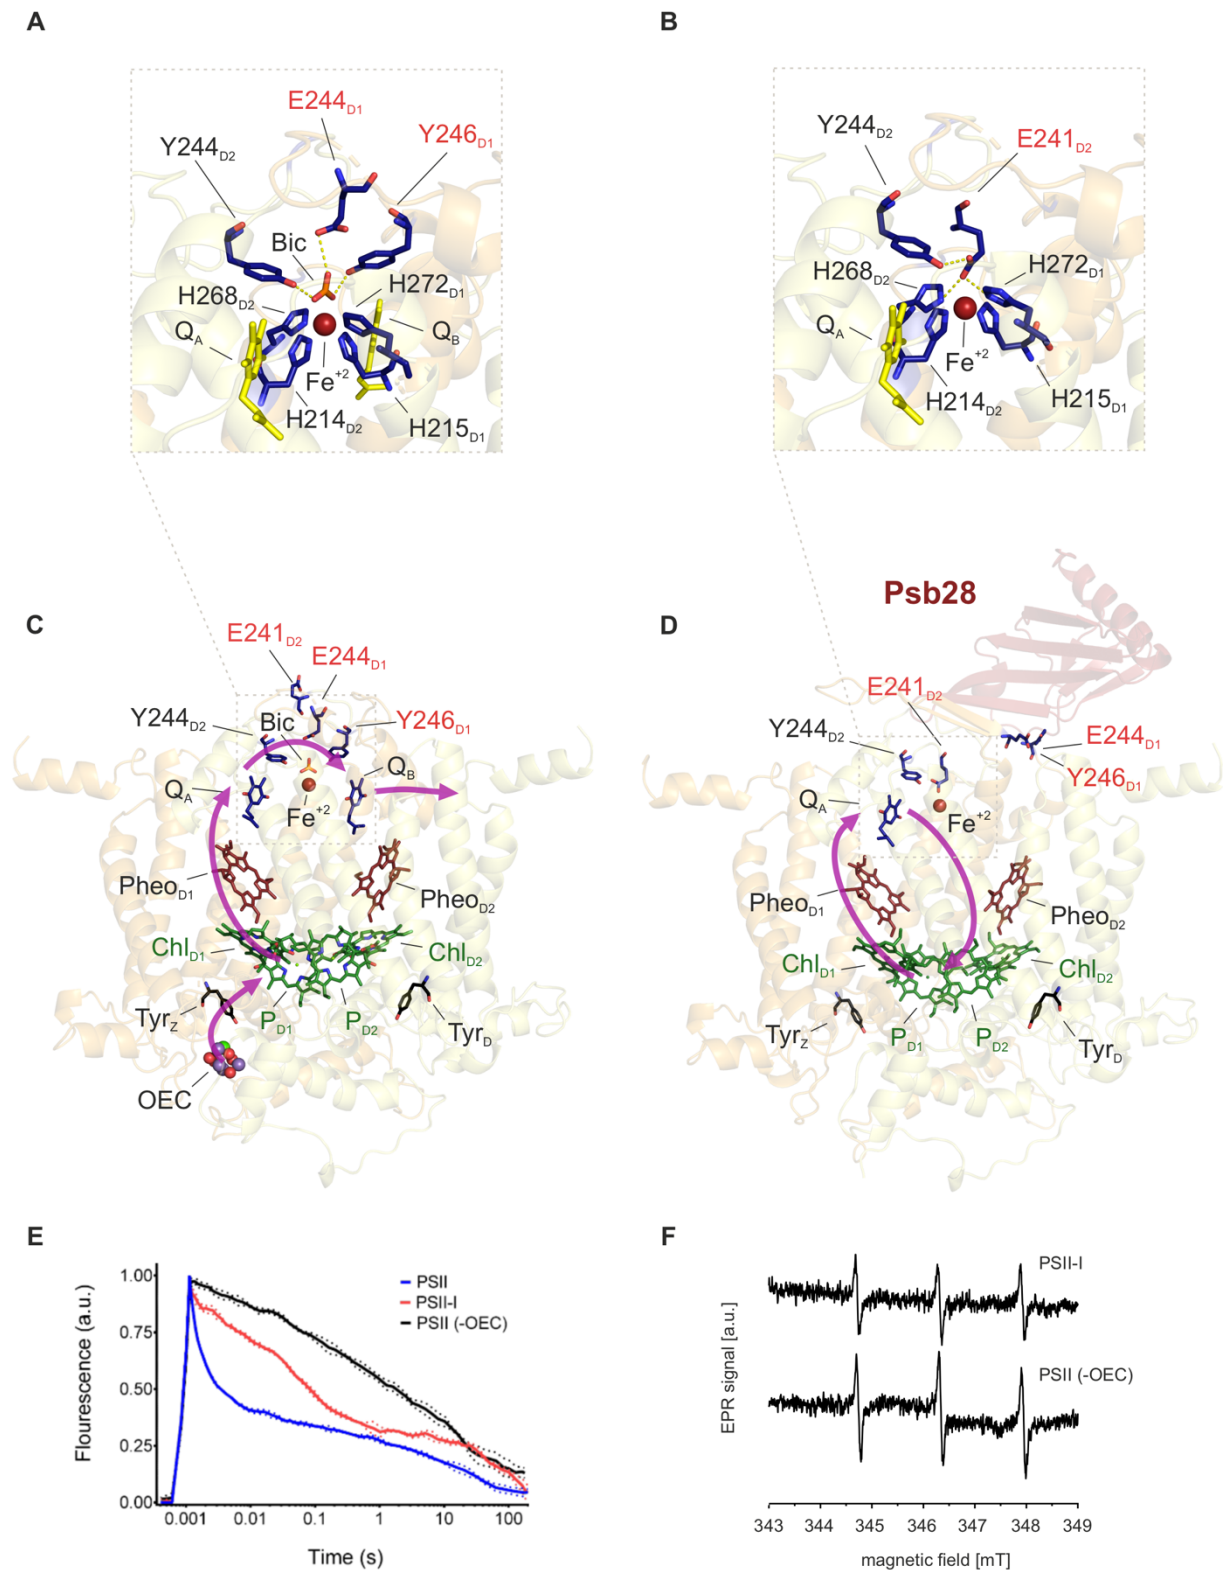 A
E244D1
Y246D1
Y244D2
Bic
H268D2
H272D1
QA
QB
Fe+2
H214D2
H215D1
B
Y244D2
E241D2
H268D2
H272D1
QA
Fe+2
H214D2
H215D1
C
E241D2
E244D1
Y244D2
Bic
Y246D1
QA
QB
Fe+2
PheoD1
PheoD2
ChlD1
ChlD2
TyrZ
PD1
PD2
TyrD
OEC
Psb28
D
E241D2
Y244D2
E244D1
Y246D1
QA
Fe+2
PheoD1
PheoD2
ChlD1
ChlD2
TyrZ
PD1
PD2
TyrD
E
Flourescence (a.u.)
1.00
0.75
0.50
0.25
0.00
PSII
PSII-I
PSII (-OEC)
0.001 0.01 0.1 1 10 100
Time (s)
F
EPR signal [a.u.]
PSII-I
PSII (-OEC)
343 344 345 346 347 348 349
magnetic field [mT]